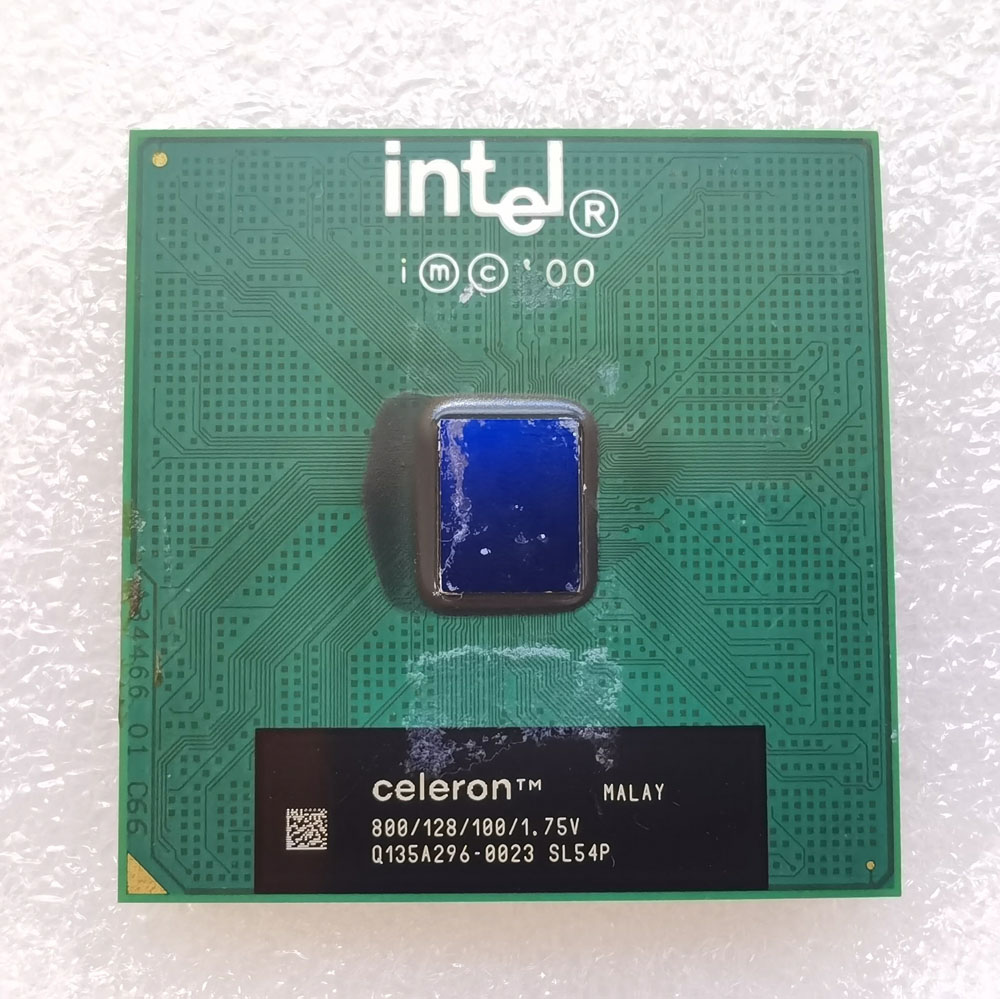 intel®
i ⓜ ⓒ '00
celeron™ MALAY
800/128/100/1.75V
Q135A296-0023 SL54P
34466 01 C66